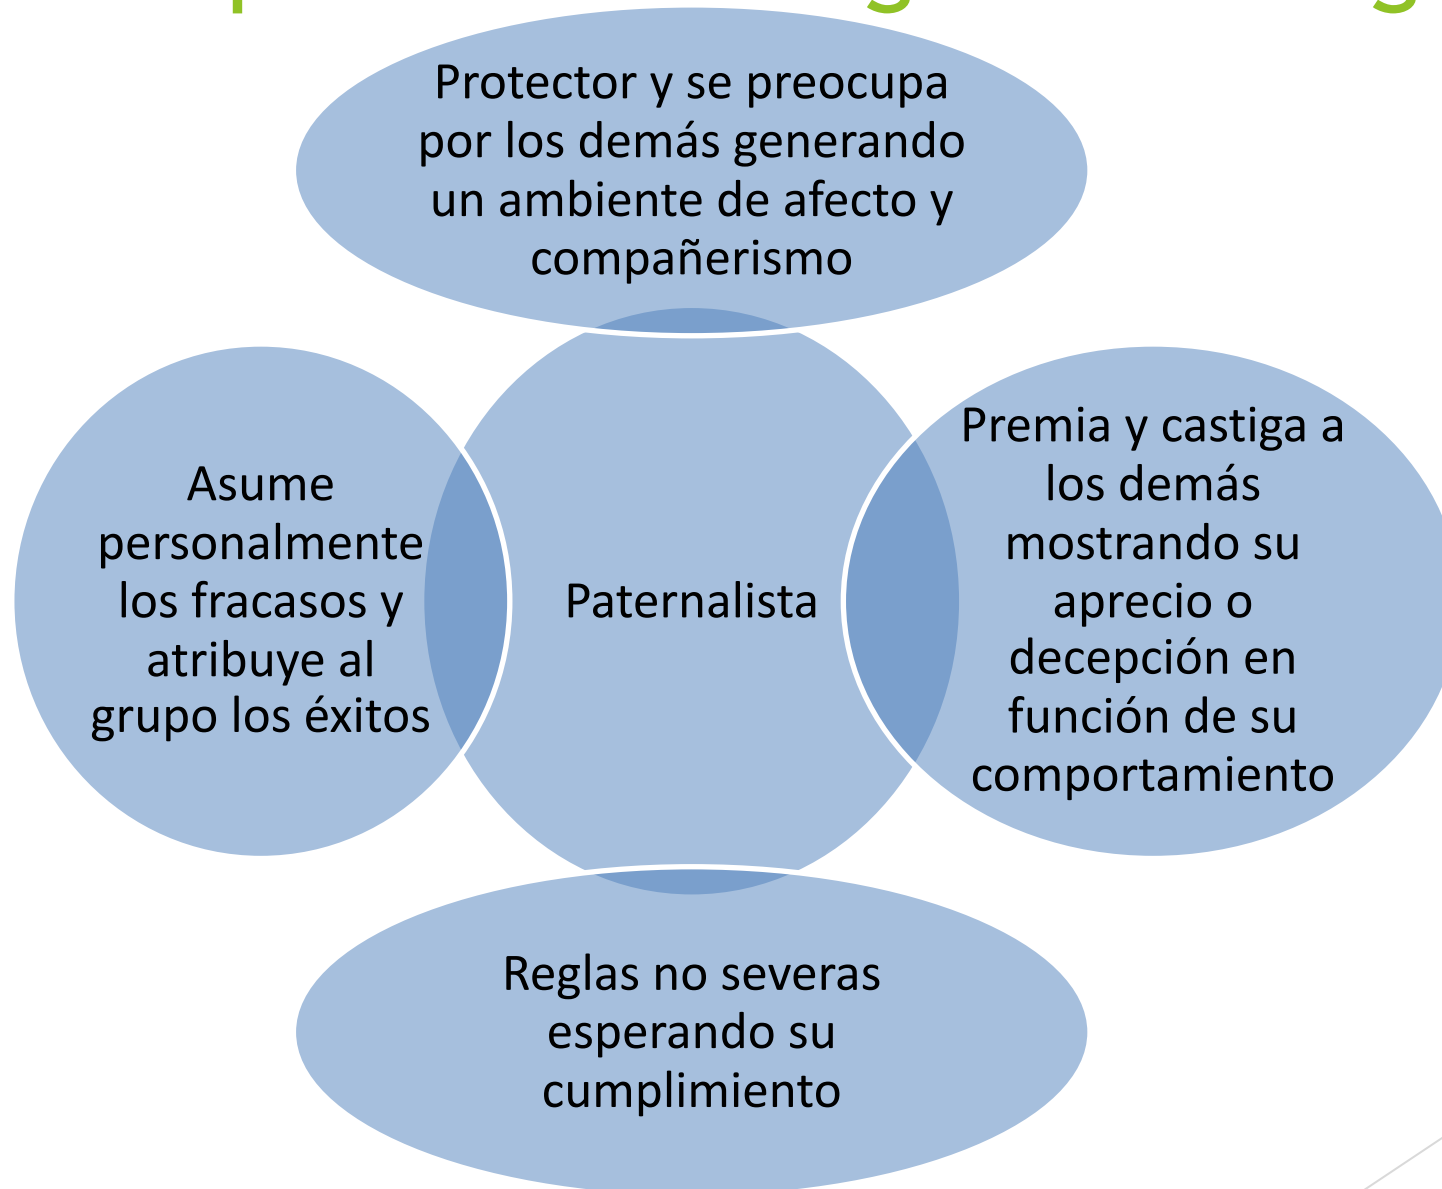 Protector y se preocupa
por los demás generando
un ambiente de afecto y
compañerismo
Asume
personalmente
los fracasos y
atribuye al
grupo los éxitos
Paternalista
Premia y castiga a
los demás
mostrando su
aprecio o
decepción en
función de su
comportamiento
Reglas no severas
esperando su
cumplimiento